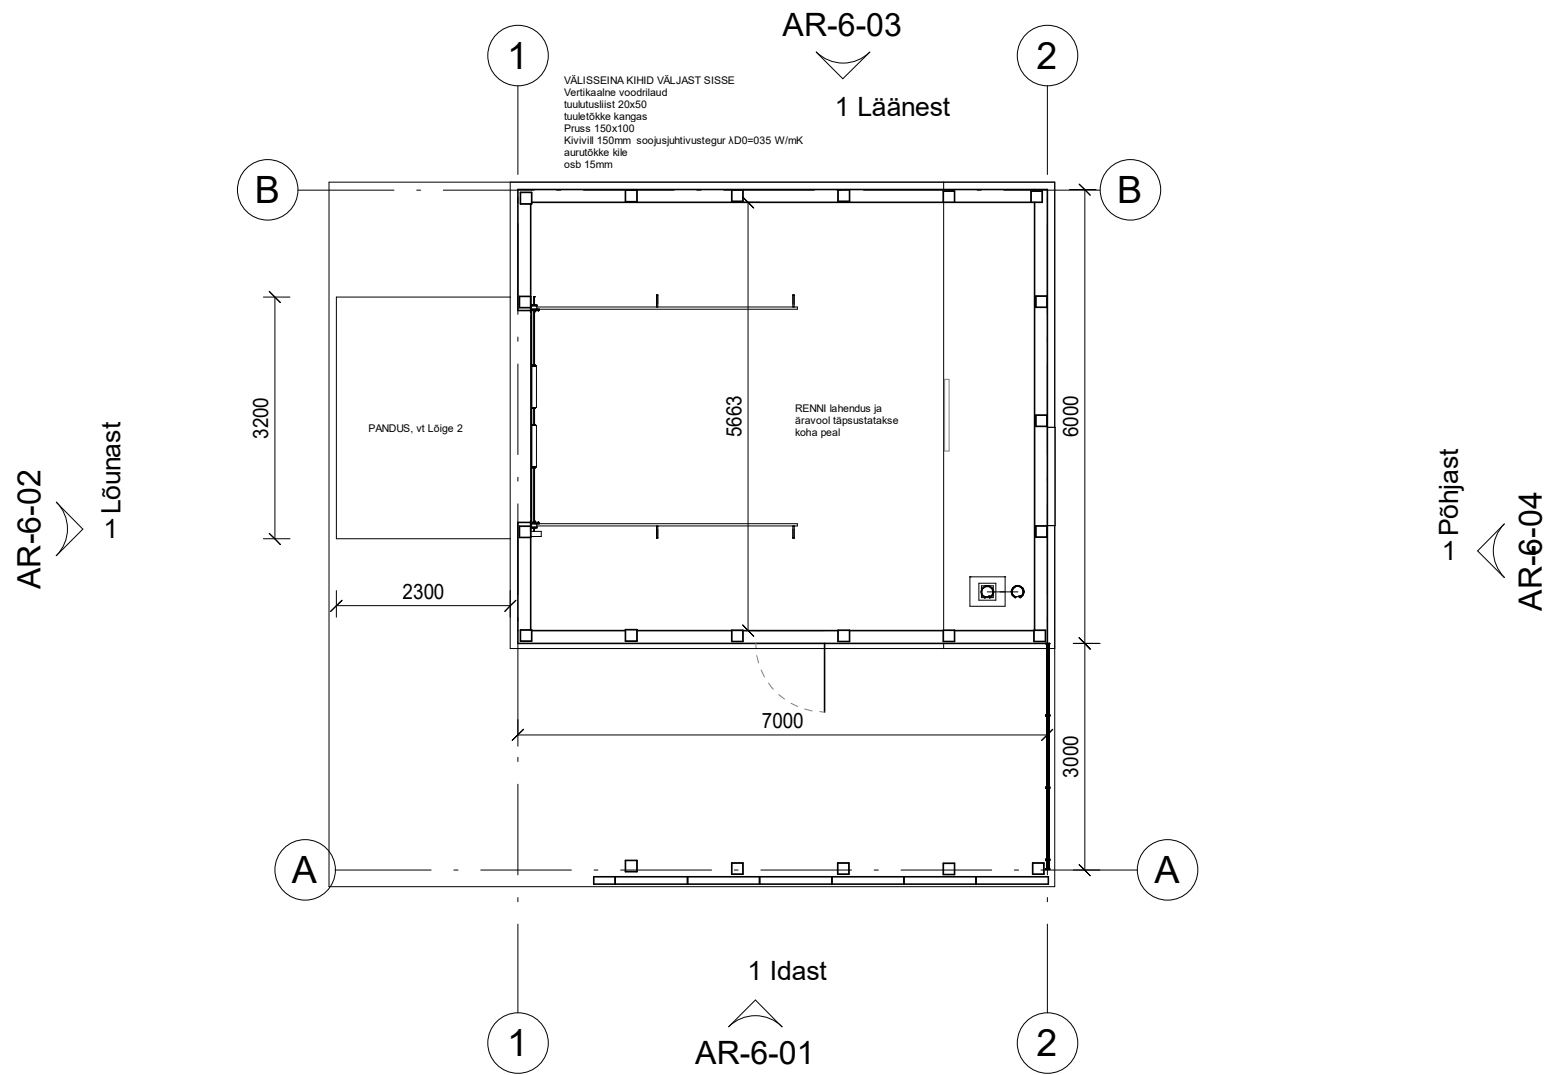 AR-6-03
1
2
VÄLISSEINA KIHID VÄLJAST SISSE
Vertikaalne voodrilaud
tuulutusliist 20x50
tuuletõkke kangas
Pruss 150x100
Kivivill 150mm soojusjuhtivustegur λD0=035 W/mK
aurutõkke kile
osb 15mm
1 Läänest
B
B
3200
PANDUS, vt Lõige 2
5663
RENNI lahendus ja
äravool täpsustatakse
koha peal
6000
AR-6-02
1 Lõunast
1 Põhjast
AR-6-04
2300
7000
3000
A
A
1 Idast
1
2
AR-6-01